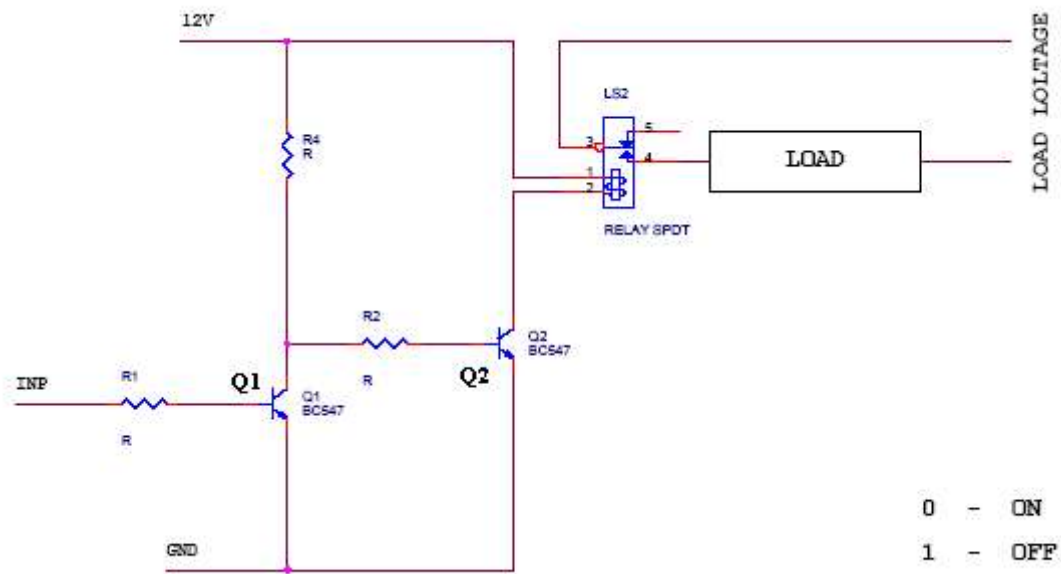 12V
LOAD LOLTAGE
LS2
R4
R
5
3
4
LOAD
1
2
RELAY SPDT
R2
Q2
BC547
R1
Q1
Q2
INP
Q1
BC547
R
R
GND
0 - ON
1 - OFF